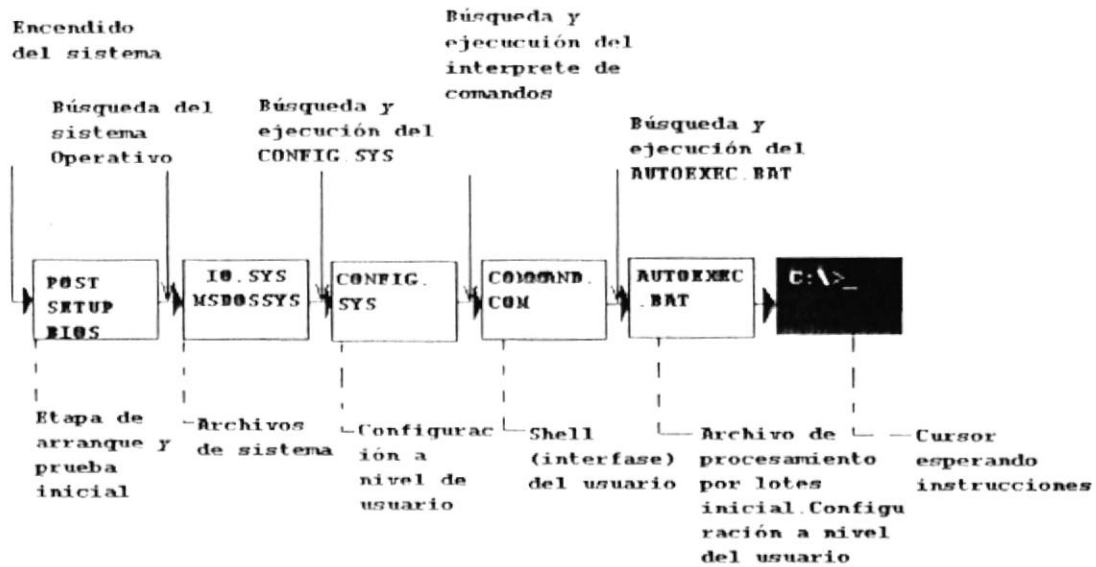 Encendido
del sistema
Búsqueda del
sistema
Operativo
Búsqueda y
ejecución del
CONFIG.SYS
Búsqueda y
ejecucuión del
interprete de
comandos
Búsqueda y
ejecución del
AUTOEXEC.BAT
POST
SETUP
BIOS
IO.SYS
MSDOSSYS
CONFIG.
SYS
COMMAND.
COM
AUTOEXEC
.BAT
C:\>_
Etapa de
arranque y
prueba
inicial
Archivos
de sistema
Configurac
ión a
nivel de
usuario
Shell
(interfase)
del usuario
Archivo de
procesamiento
por lotes
inicial.Configu
ración a nivel
del usuario
Cursor
esperando
instrucciones